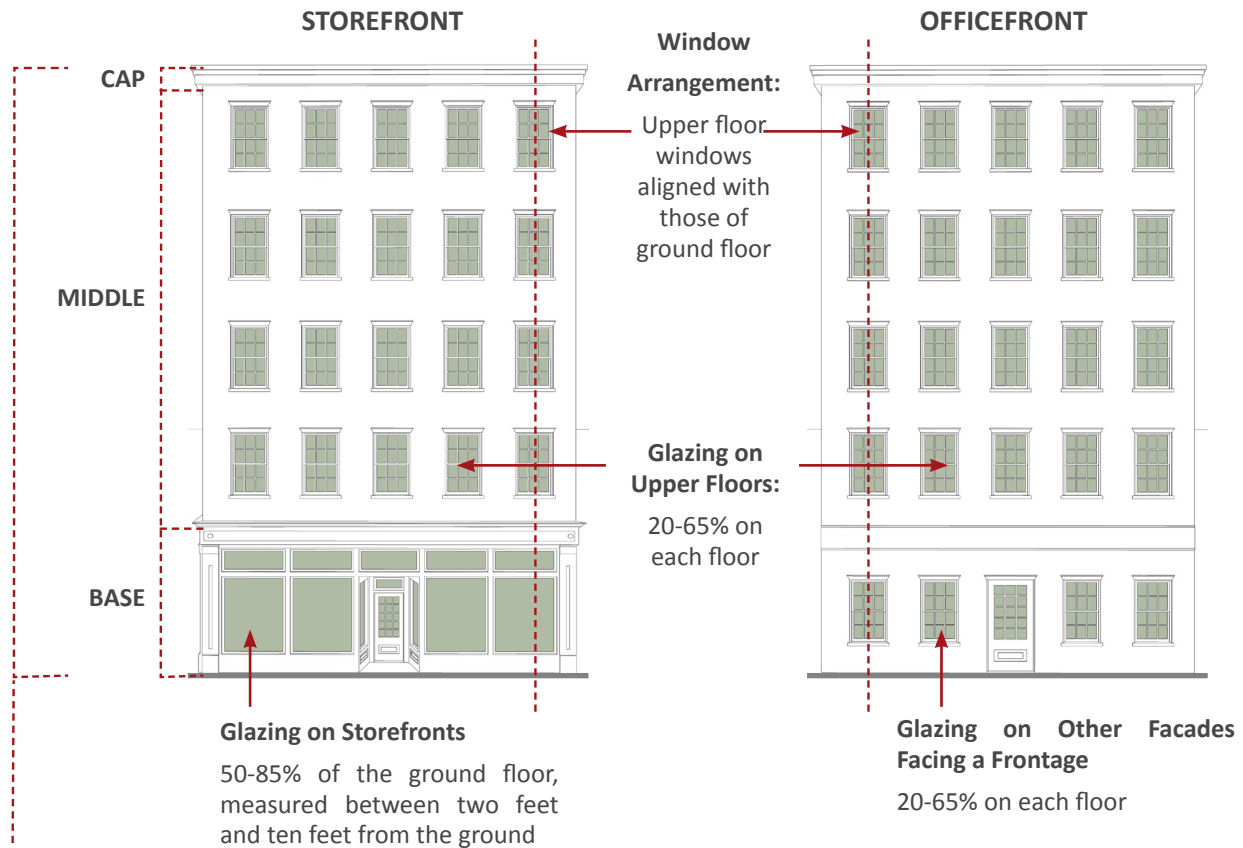 STOREFRONT
OFFICEFRONT
Window
Arrangement:
Upper floor
windows
aligned with
those of
ground floor
CAP
MIDDLE
BASE
Glazing on
Upper Floors:
20-65% on
each floor
Glazing on Storefronts
50-85% of the ground floor,
measured between two feet
and ten feet from the ground
Glazing on Other Facades
Facing a Frontage
20-65% on each floor